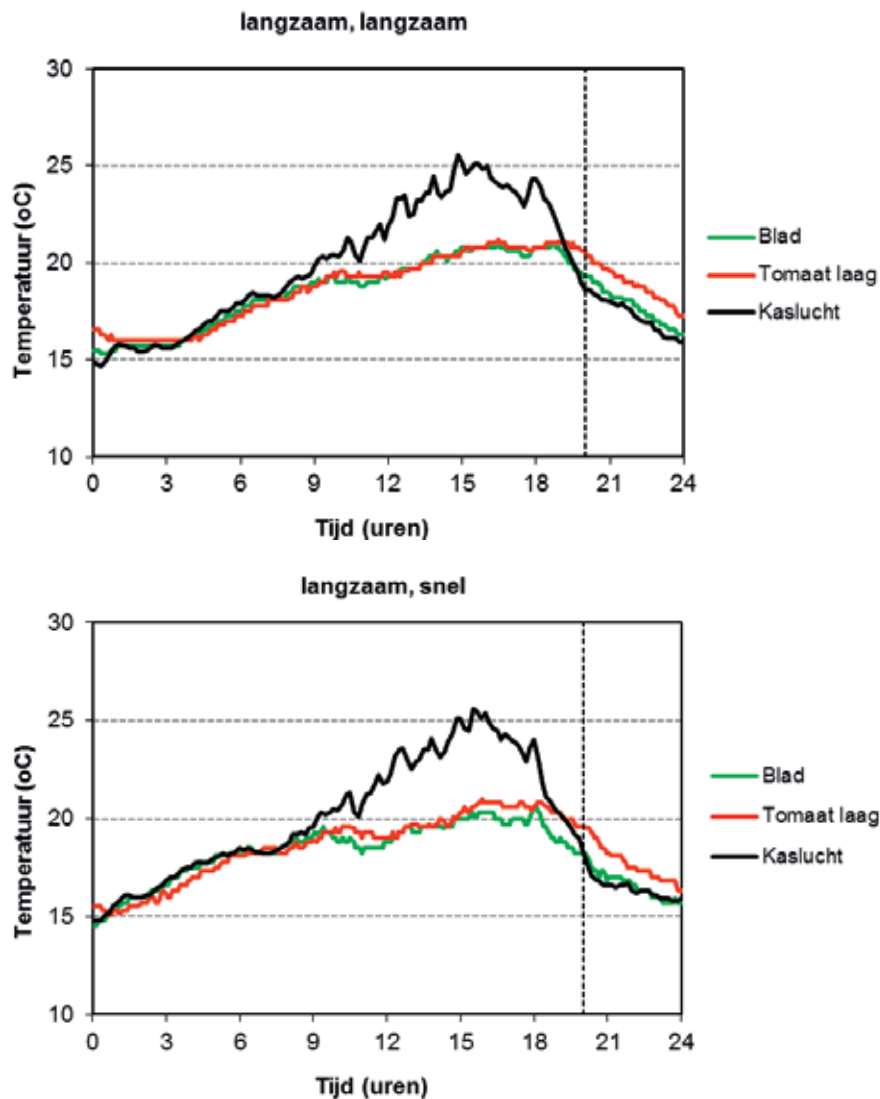 langzaam, langzaam
30
25
20
15
10
Temperatuur (oC)
0 3 6 9 12 15 18 21 24
Tijd (uren)
Blad
Tomaat laag
Kaslucht
langzaam, snel
30
25
20
15
10
Temperatuur (oC)
0 3 6 9 12 15 18 21 24
Tijd (uren)
Blad
Tomaat laag
Kaslucht